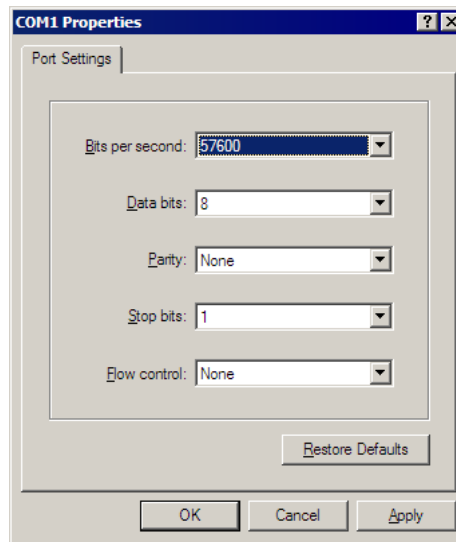 COM1 Properties
Port Settings
Bits per second: 57600
Data bits: 8
Parity: None
Stop bits: 1
Flow control: None
Restore Defaults
OK Cancel Apply